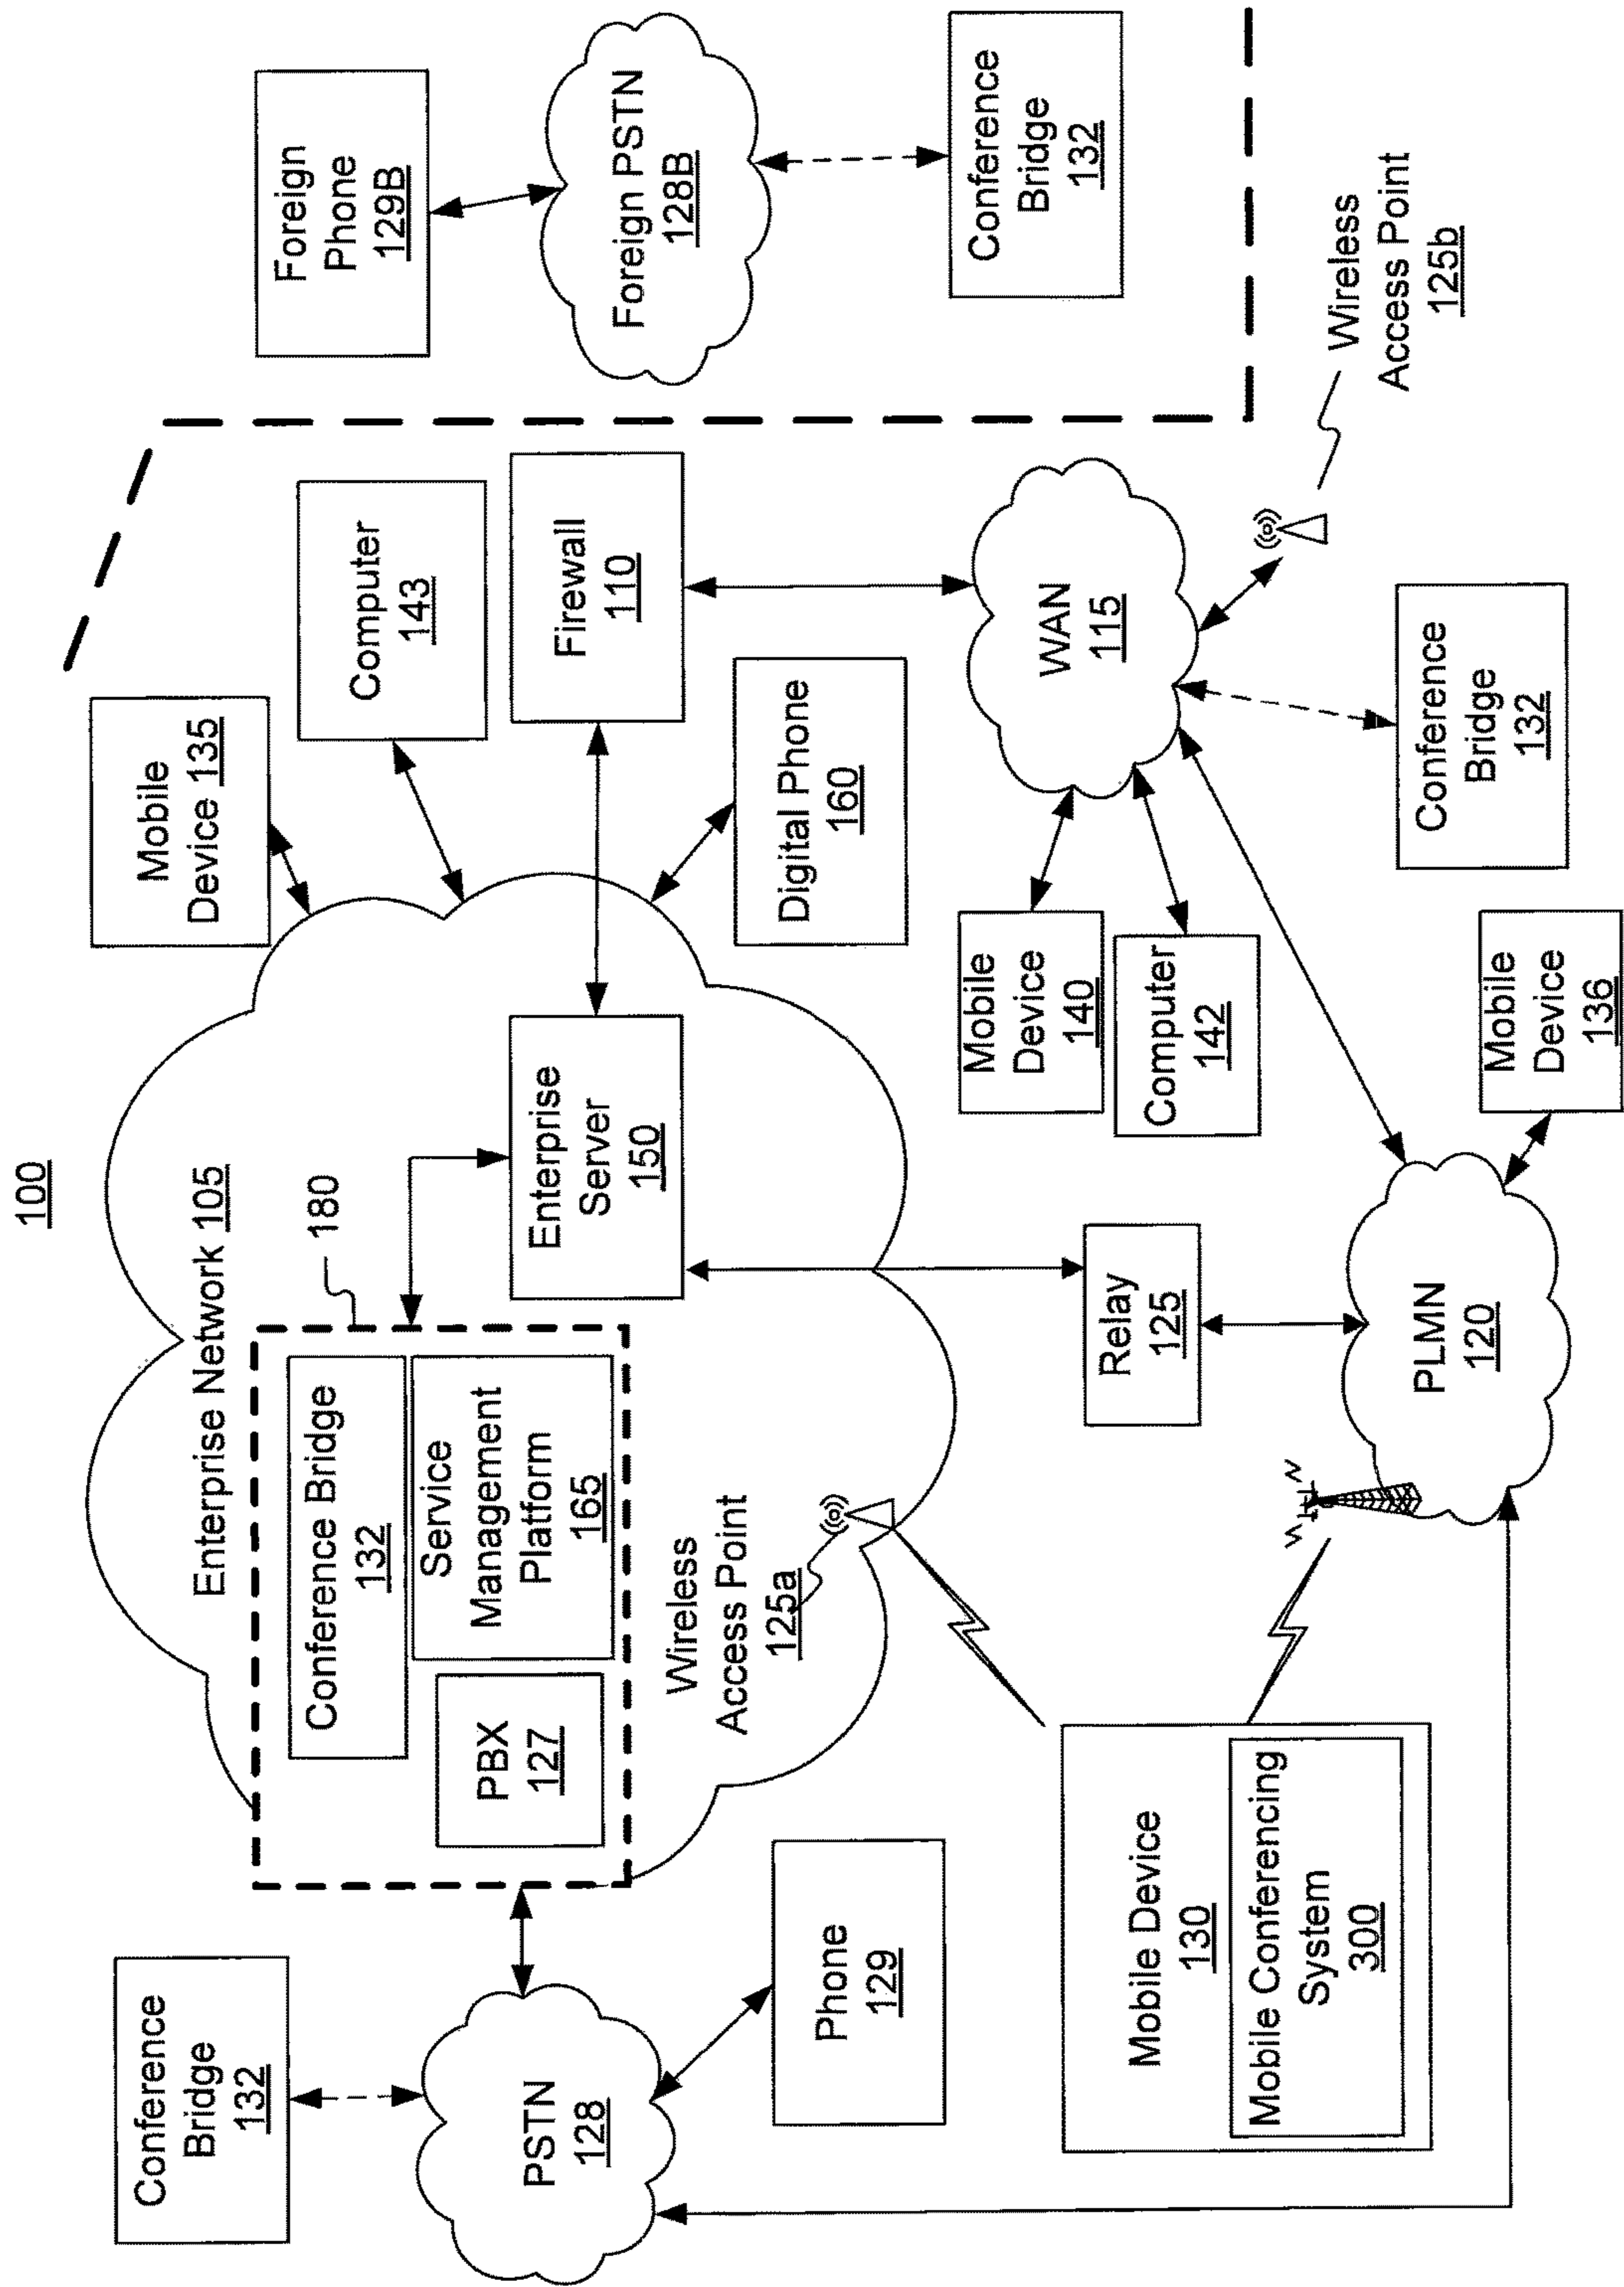 100
Conference
Bridge
132
PSTN
128
Phone
129
Enterprise Network 105
180
Conference Bridge
132
Service
Management
Platform
165
PBX
127
Wireless
Access Point
125a
Enterprise
Server
150
Mobile
Device 135
Computer
143
Firewall
110
Digital Phone
160
Foreign
Phone
129B
Foreign PSTN
128B
Conference
Bridge
132
Mobile Device
130
Mobile Conferencing
System
300
Relay
125
PLMN
120
Mobile
Device
140
Computer
142
Mobile
Device
136
WAN
115
Conference
Bridge
132
Wireless
Access Point
125b